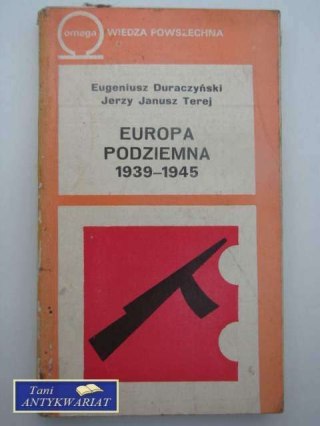 omega
WIEDZA POWSZECHNA
Eugeniusz Duraczyński
Jerzy Janusz Terej
EUROPA
PODZIEMNA
1939–1945
Tani
ANTYKWARIAT